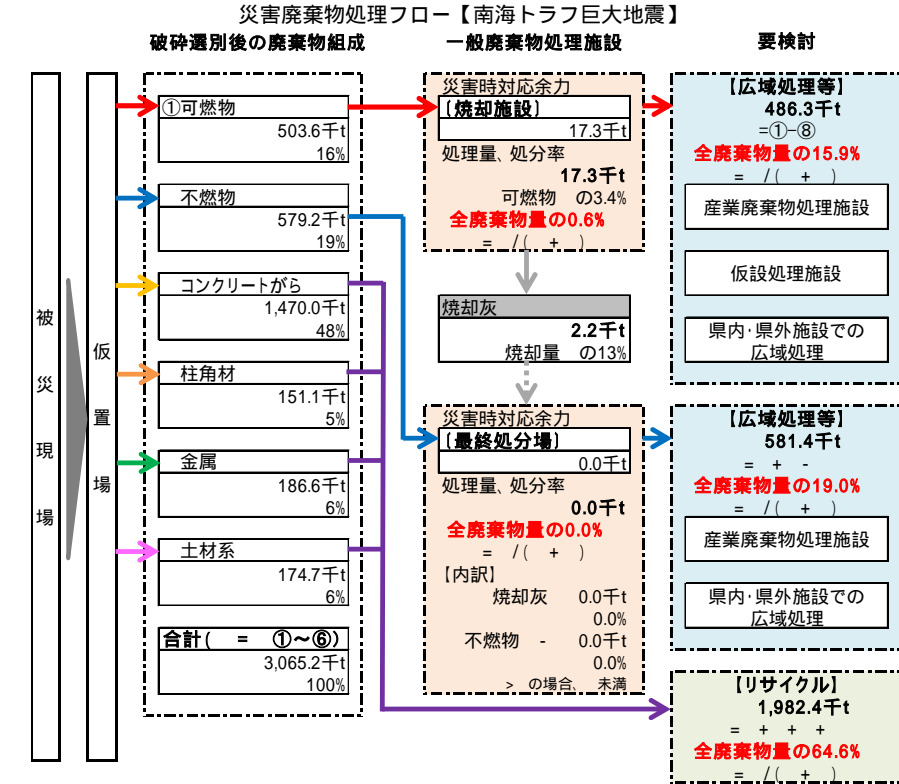 災害廃棄物処理フロー【南海トラフ巨大地震】
破砕選別後の廃棄物組成
一般廃棄物処理施設
要検討
被災現場
仮置場
①可燃物
503.6千t
16%
不燃物
579.2千t
19%
コンクリートがら
1,470.0千t
48%
柱角材
151.1千t
5%
金属
186.6千t
6%
土材系
174.7千t
6%
合計( = ①～⑥)
3,065.2千t
100%
災害時対応余力
〔焼却施設〕
17.3千t
処理量、処分率
17.3千t
可燃物 の3.4%
全廃棄物量の0.6%
= /( + )
焼却灰
2.2千t
焼却量 の13%
災害時対応余力
〔最終処分場〕
0.0千t
処理量、処分率
0.0千t
全廃棄物量の0.0%
= /( + )
【内訳】
焼却灰 0.0千t
0.0%
不燃物 - 0.0千t
0.0%
> の場合、 未満
【広域処理等】
486.3千t
=①-⑧
全廃棄物量の15.9%
= /( + )
産業廃棄物処理施設
仮設処理施設
県内･県外施設での
広域処理
【広域処理等】
581.4千t
= + -
全廃棄物量の19.0%
= /( + )
産業廃棄物処理施設
県内･県外施設での
広域処理
【リサイクル】
1,982.4千t
= + + +
全廃棄物量の64.6%
= /( + )